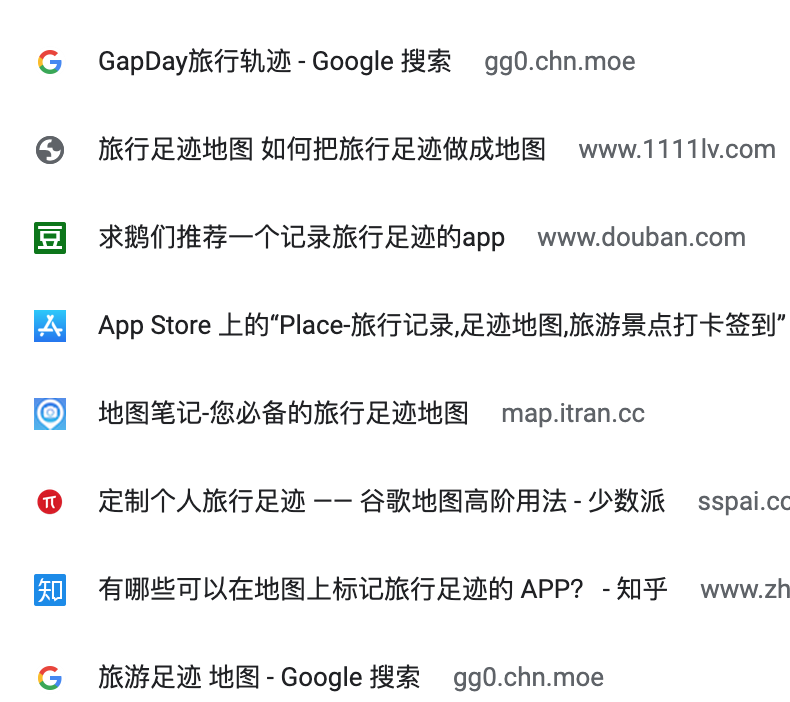 GapDay旅行轨迹 - Google 搜索 gg0.chn.moe
旅行足迹地图 如何把旅行足迹做成地图 www.1111lv.com
豆 求鹅们推荐一个记录旅行足迹的app www.douban.com
App Store 上的“Place-旅行记录,足迹地图,旅游景点打卡签到”
地图笔记-您必备的旅行足迹地图 map.itran.cc
π 定制个人旅行足迹 —— 谷歌地图高阶用法 - 少数派 sspai.cc
知 有哪些可以在地图上标记旅行足迹的 APP? - 知乎 www.zh
旅游足迹 地图 - Google 搜索 gg0.chn.moe